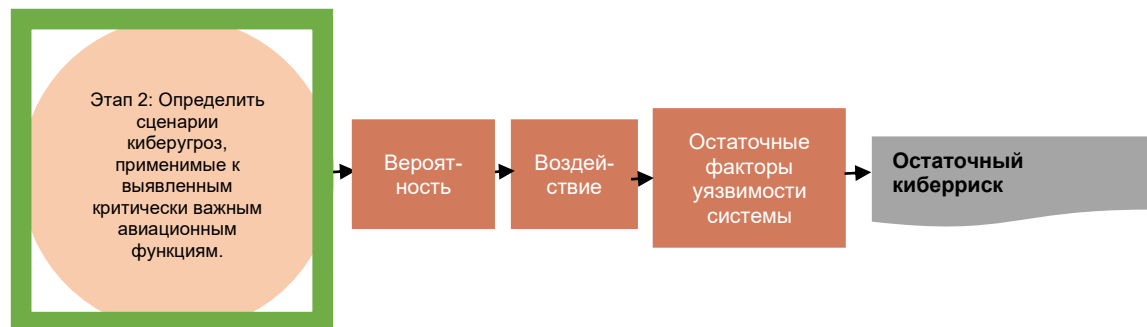 Этап 2: Определить
сценарии
киберугроз,
применимые к
выявленным
критически важным
авиационным
функциям.
Вероят-
ность
Воздей-
ствие
Остаточные
факторы
уязвимости
системы
Остаточный
киберриск